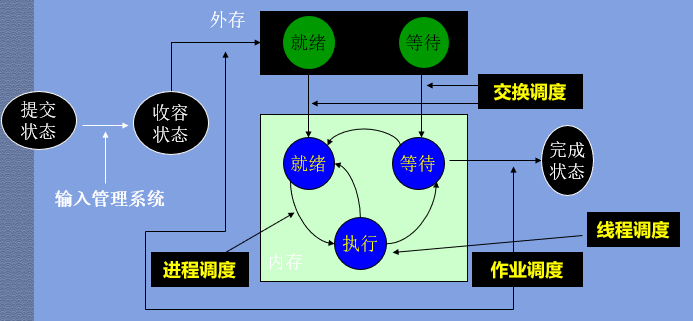 外存
就绪
等待
交换调度
提交
状态
收容
状态
就绪
等待
完成
状态
输入管理系统
执行
线程调度
进程调度
内存
作业调度